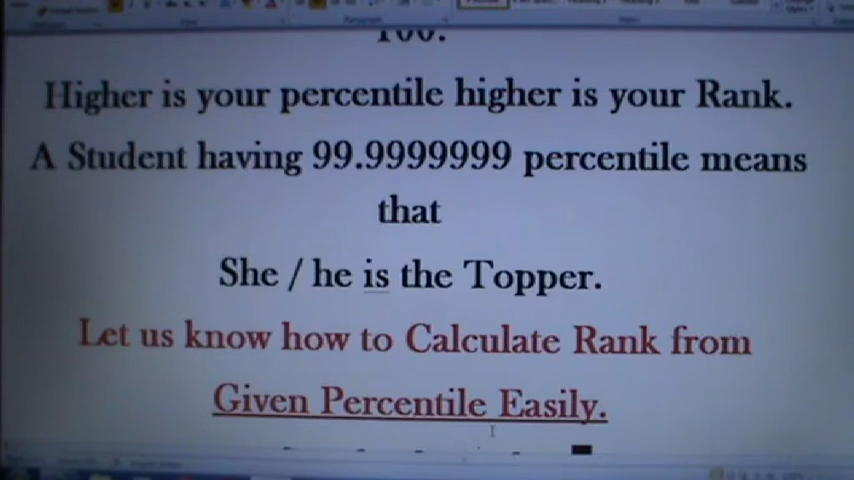 100.
Higher is your percentile higher is your Rank.
A Student having 99.9999999 percentile means
that
She / he is the Topper.
Let us know how to Calculate Rank from
Given Percentile Easily.